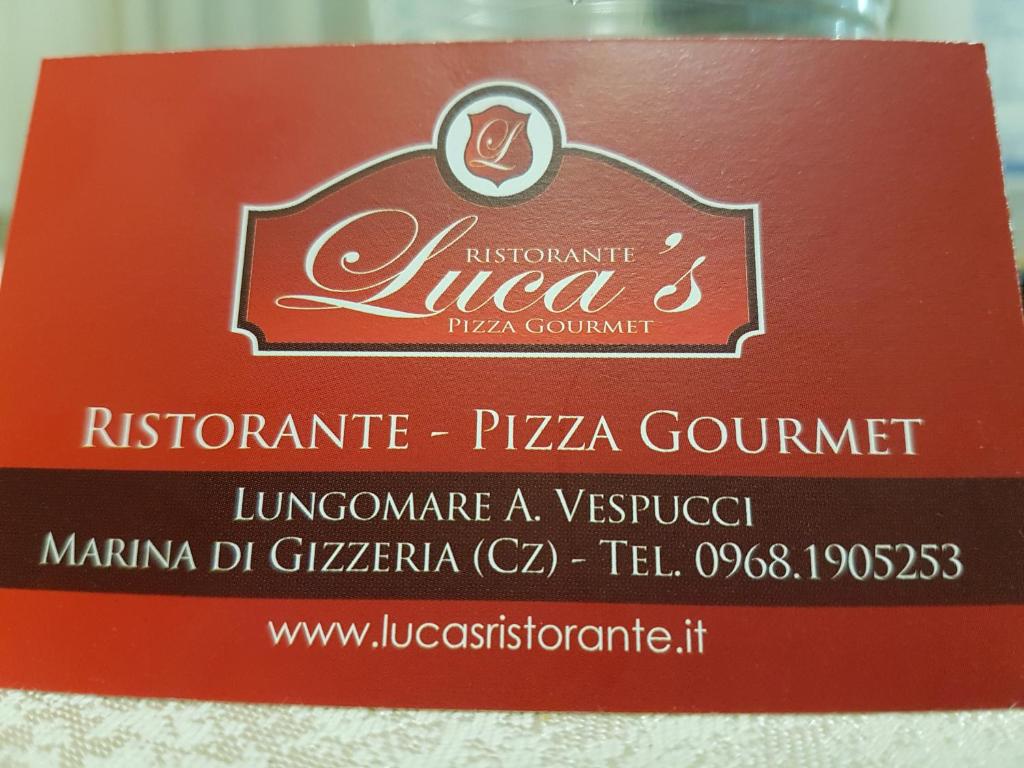 L
RISTORANTE
Luca's
PIZZA GOURMET
RISTORANTE - PIZZA GOURMET
LUNGOMARE A. VESPUCCI
MARINA DI GIZZERIA (CZ) - TEL. 0968.1905253
www.lucasristorante.it